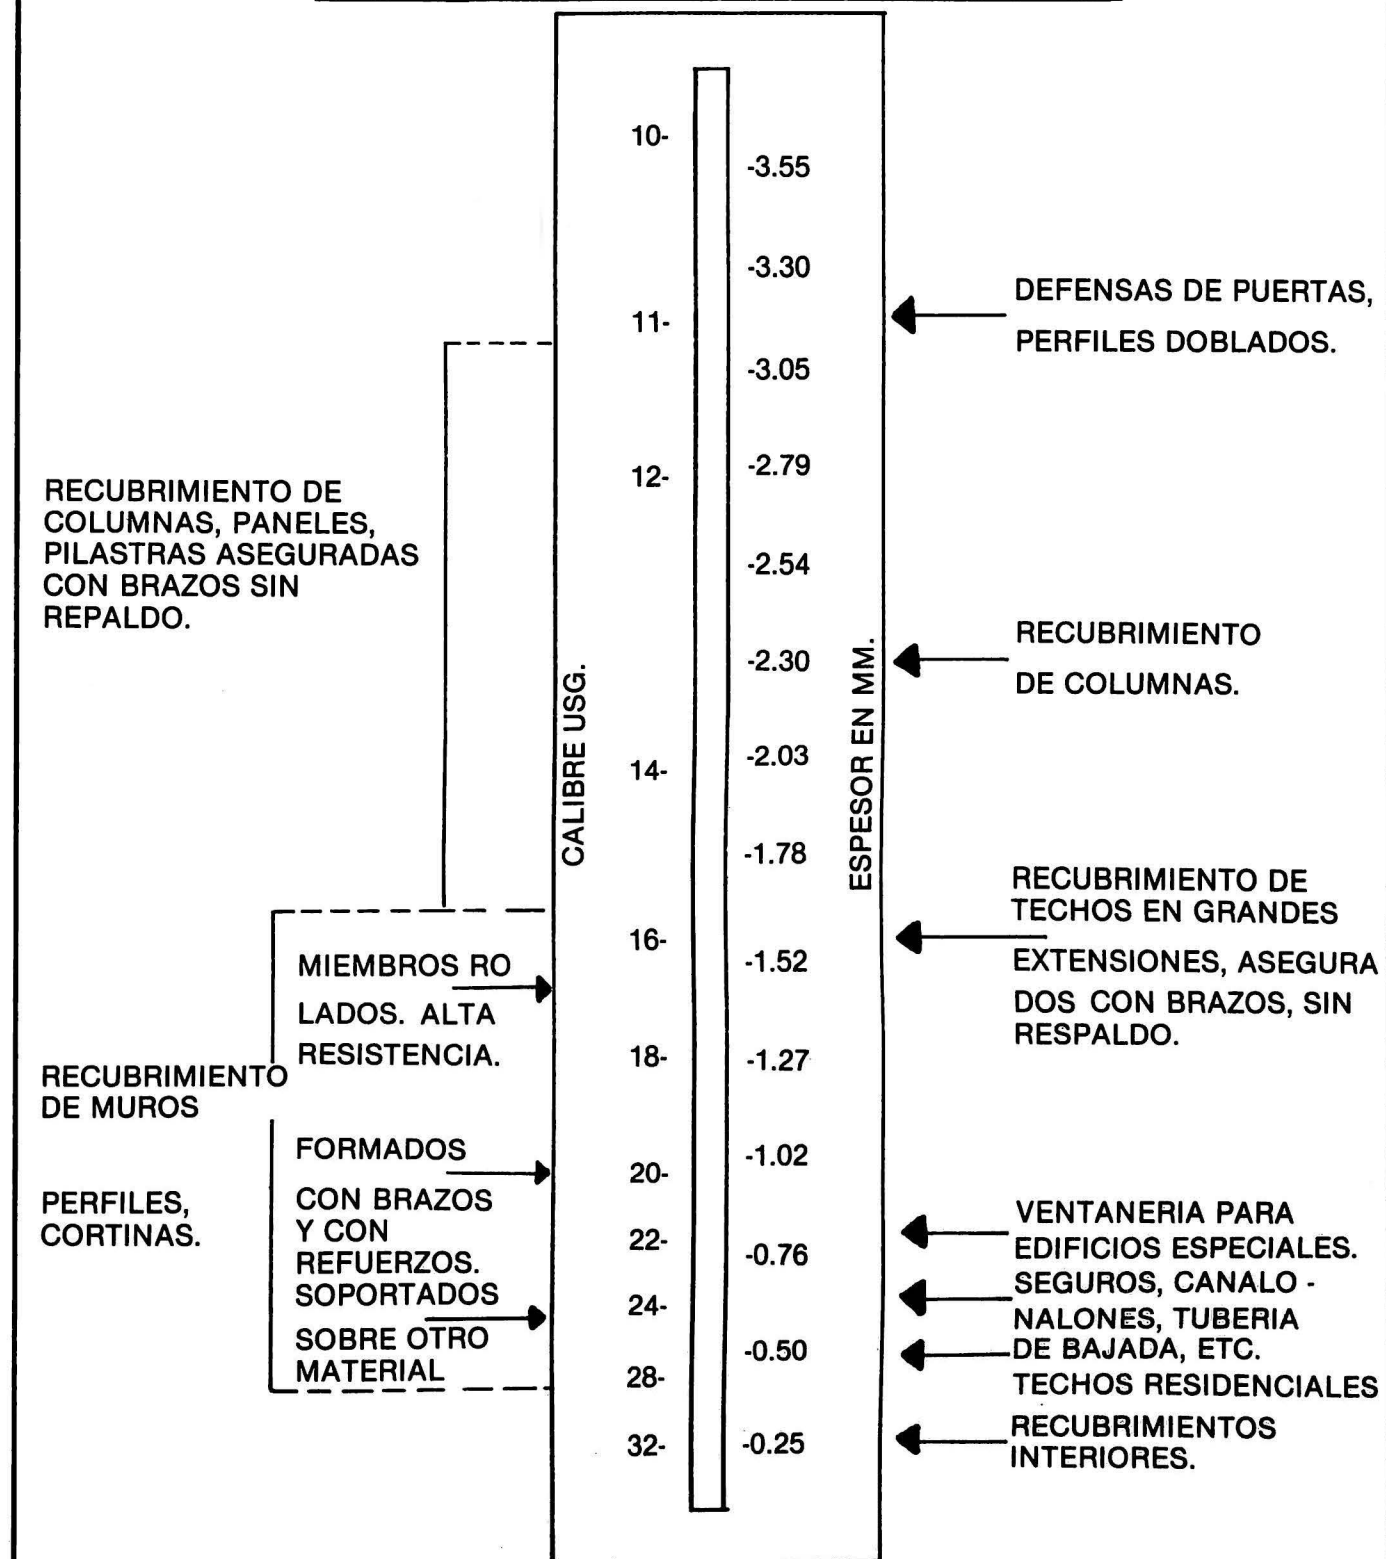 10-
-3.55
-3.30
11-
-3.05
12-
-2.79
-2.54
-2.30
14-
-2.03
-1.78
16-
-1.52
18-
-1.27
-1.02
20-
22-
-0.76
24-
-0.50
28-
32-
-0.25
CALIBRE USG.
ESPESOR EN MM.
RECUBRIMIENTO DE
COLUMNAS, PANELES,
PILASTRAS ASEGURADAS
CON BRAZOS SIN
REPALDO.
RECUBRIMIENTO
DE MUROS
PERFILES,
CORTINAS.
MIEMBROS RO
LADOS. ALTA
RESISTENCIA.
FORMADOS
CON BRAZOS
Y CON
REFUERZOS.
SOPORTADOS
SOBRE OTRO
MATERIAL
DEFENSAS DE PUERTAS,
PERFILES DOBLADOS.
RECUBRIMIENTO
DE COLUMNAS.
RECUBRIMIENTO DE
TECHOS EN GRANDES
EXTENSIONES, ASEGURA
DOS CON BRAZOS, SIN
RESPALDO.
VENTANERIA PARA
EDIFICIOS ESPECIALES.
SEGUROS, CANALO -
NALONES, TUBERIA
DE BAJADA, ETC.
TECHOS RESIDENCIALES
RECUBRIMIENTOS
INTERIORES.